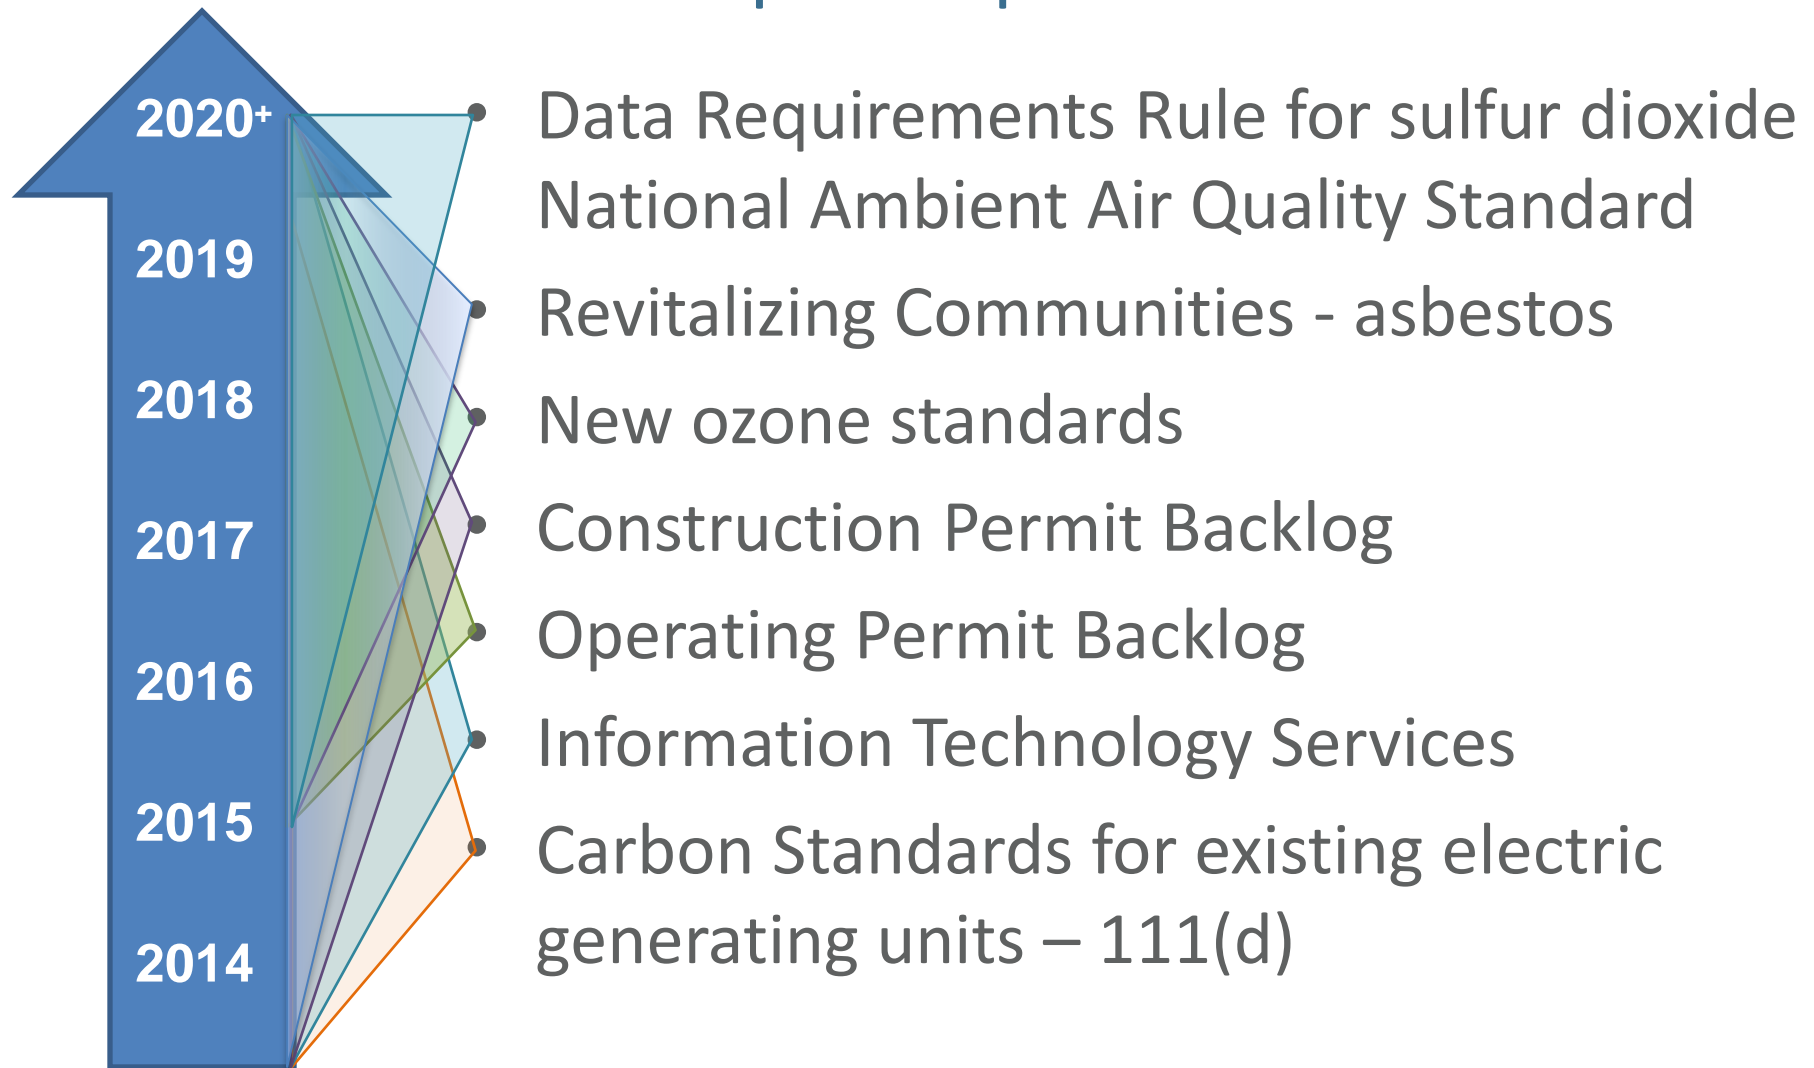 2020+
2019
2018
2017
2016
2015
2014
Data Requirements Rule for sulfur dioxide
National Ambient Air Quality Standard
Revitalizing Communities - asbestos
New ozone standards
Construction Permit Backlog
Operating Permit Backlog
Information Technology Services
Carbon Standards for existing electric
generating units – 111(d)